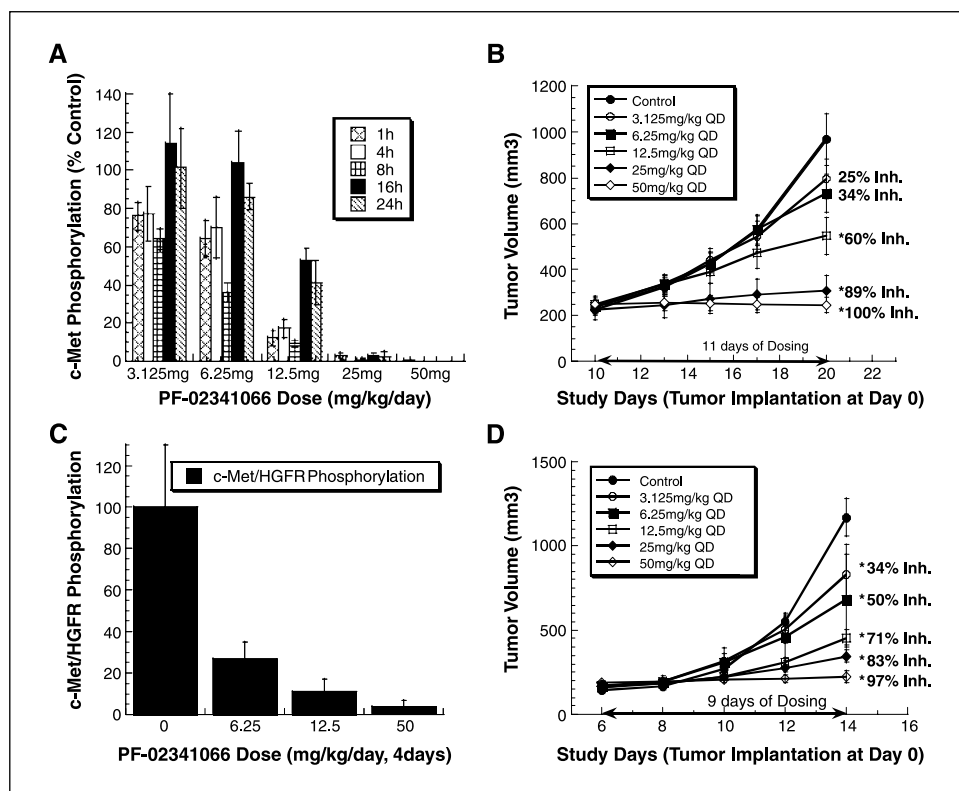 A
c-Met Phosphorylation (% Control)
140
120
100
80
60
40
20
0
1h
4h
8h
16h
24h
3.125mg 6.25mg 12.5mg 25mg 50mg
PF-02341066 Dose (mg/kg/day)
B
Tumor Volume (mm3)
1200
1000
800
600
400
200
0
Control
3.125mg/kg QD
6.25mg/kg QD
12.5mg/kg QD
25mg/kg QD
50mg/kg QD
25% Inh.
34% Inh.
*60% Inh.
*89% Inh.
*100% Inh.
11 days of Dosing
10 12 14 16 18 20 22
Study Days (Tumor Implantation at Day 0)
C
c-Met/HGFR Phosphorylation
120
100
80
60
40
20
0
c-Met/HGFR Phosphorylation
0 6.25 12.5 50
PF-02341066 Dose (mg/kg/day, 4days)
D
Tumor Volume (mm3)
1500
1000
500
0
Control
3.125mg/kg QD
6.25mg/kg QD
12.5mg/kg QD
25mg/kg QD
50mg/kg QD
*34% Inh.
*50% Inh.
*71% Inh.
*83% Inh.
*97% Inh.
9 days of Dosing
6 8 10 12 14 16
Study Days (Tumor Implantation at Day 0)